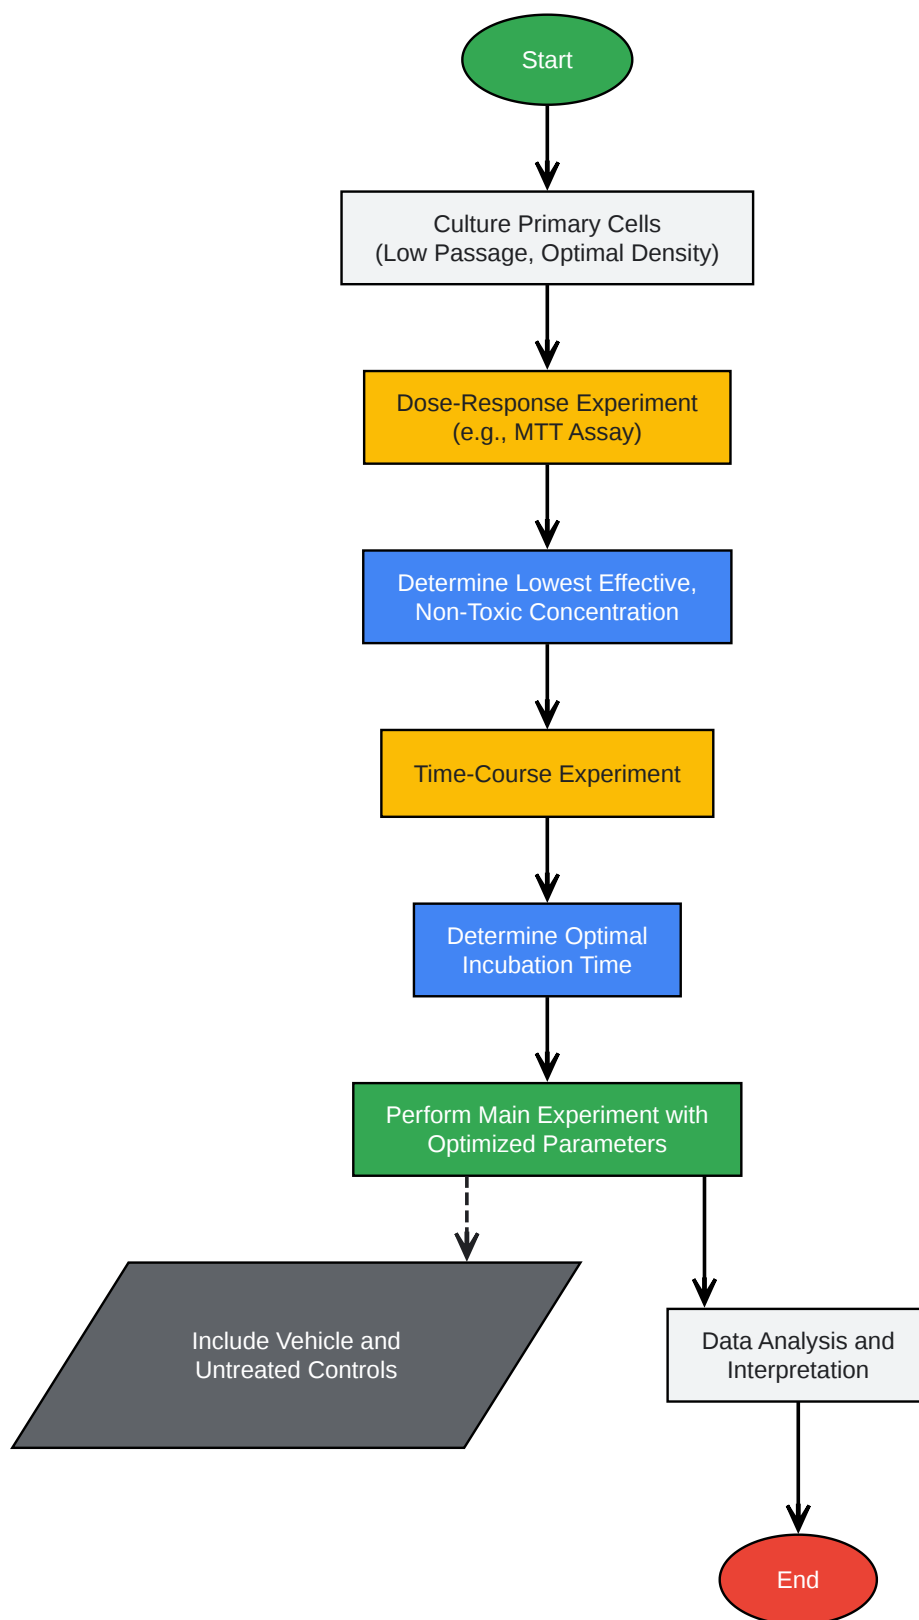 Start
Culture Primary Cells
(Low Passage, Optimal Density)
Dose-Response Experiment
(e.g., MTT Assay)
Determine Lowest Effective,
Non-Toxic Concentration
Time-Course Experiment
Determine Optimal
Incubation Time
Perform Main Experiment with
Optimized Parameters
Include Vehicle and
Untreated Controls
Data Analysis and
Interpretation
End